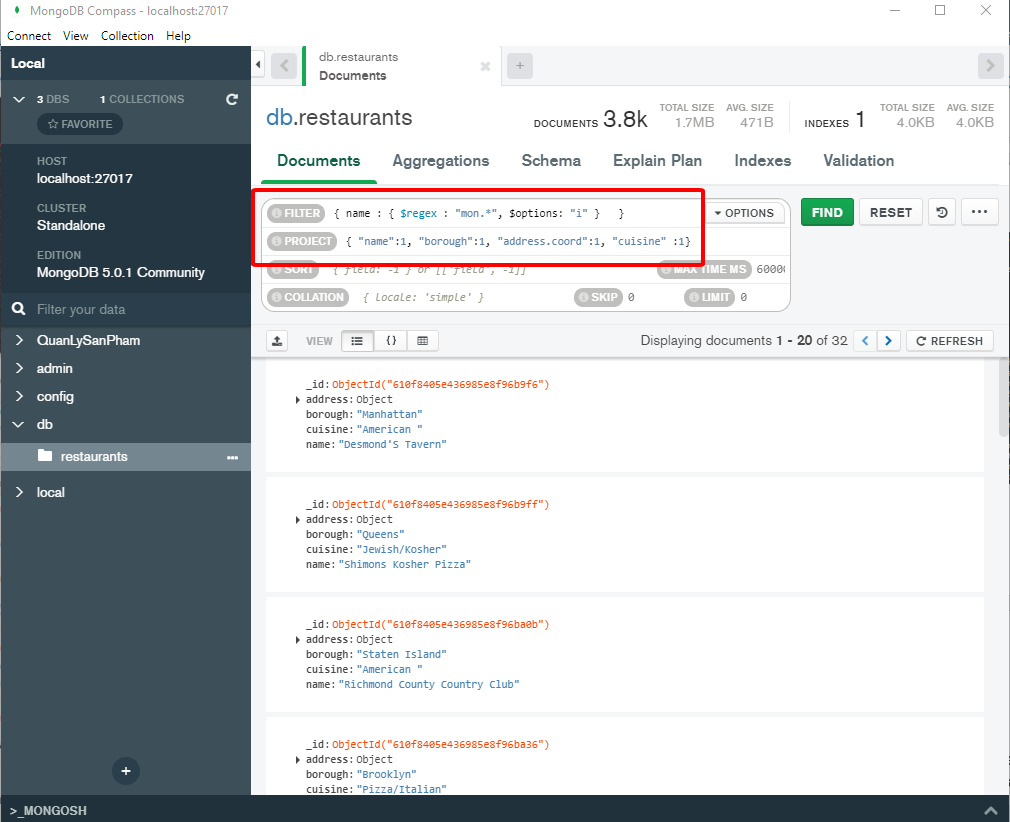 MongoDB Compass - localhost:27017
Connect View Collection Help
Local
3 DBS 1 COLLECTIONS
FAVORITE
HOST
localhost:27017
CLUSTER
Standalone
EDITION
MongoDB 5.0.1 Community
Filter your data
QuanLySanPham
admin
config
db
restaurants
local
>_MONGOSH
db.restaurants
Documents
db.restaurants
DOCUMENTS 3.8k
TOTAL SIZE AVG. SIZE
1.7MB 471B
INDEXES 1
TOTAL SIZE AVG. SIZE
4.0KB 4.0KB
Documents Aggregations Schema Explain Plan Indexes Validation
FILTER { name : { $regex : "mon.*", $options: "i" } } OPTIONS FIND RESET
PROJECT { "name":1, "borough":1, "address.coord":1, "cuisine" :1}
SORT { field: -1 } or [['field', -1]] MAX TIME MS 60000
COLLATION { locale: 'simple' } SKIP 0 LIMIT 0
VIEW {} Displaying documents 1 - 20 of 32 REFRESH
_id: ObjectId("610f8405e436985e8f96b9f6")
address: Object
borough: "Manhattan"
cuisine: "American "
name: "Desmond'S Tavern"
_id: ObjectId("610f8405e436985e8f96b9ff")
address: Object
borough: "Queens"
cuisine: "Jewish/Kosher"
name: "Shimons Kosher Pizza"
_id: ObjectId("610f8405e436985e8f96ba0b")
address: Object
borough: "Staten Island"
cuisine: "American "
name: "Richmond County Country Club"
_id: ObjectId("610f8405e436985e8f96ba36")
address: Object
borough: "Brooklyn"
cuisine: "Pizza/Italian"